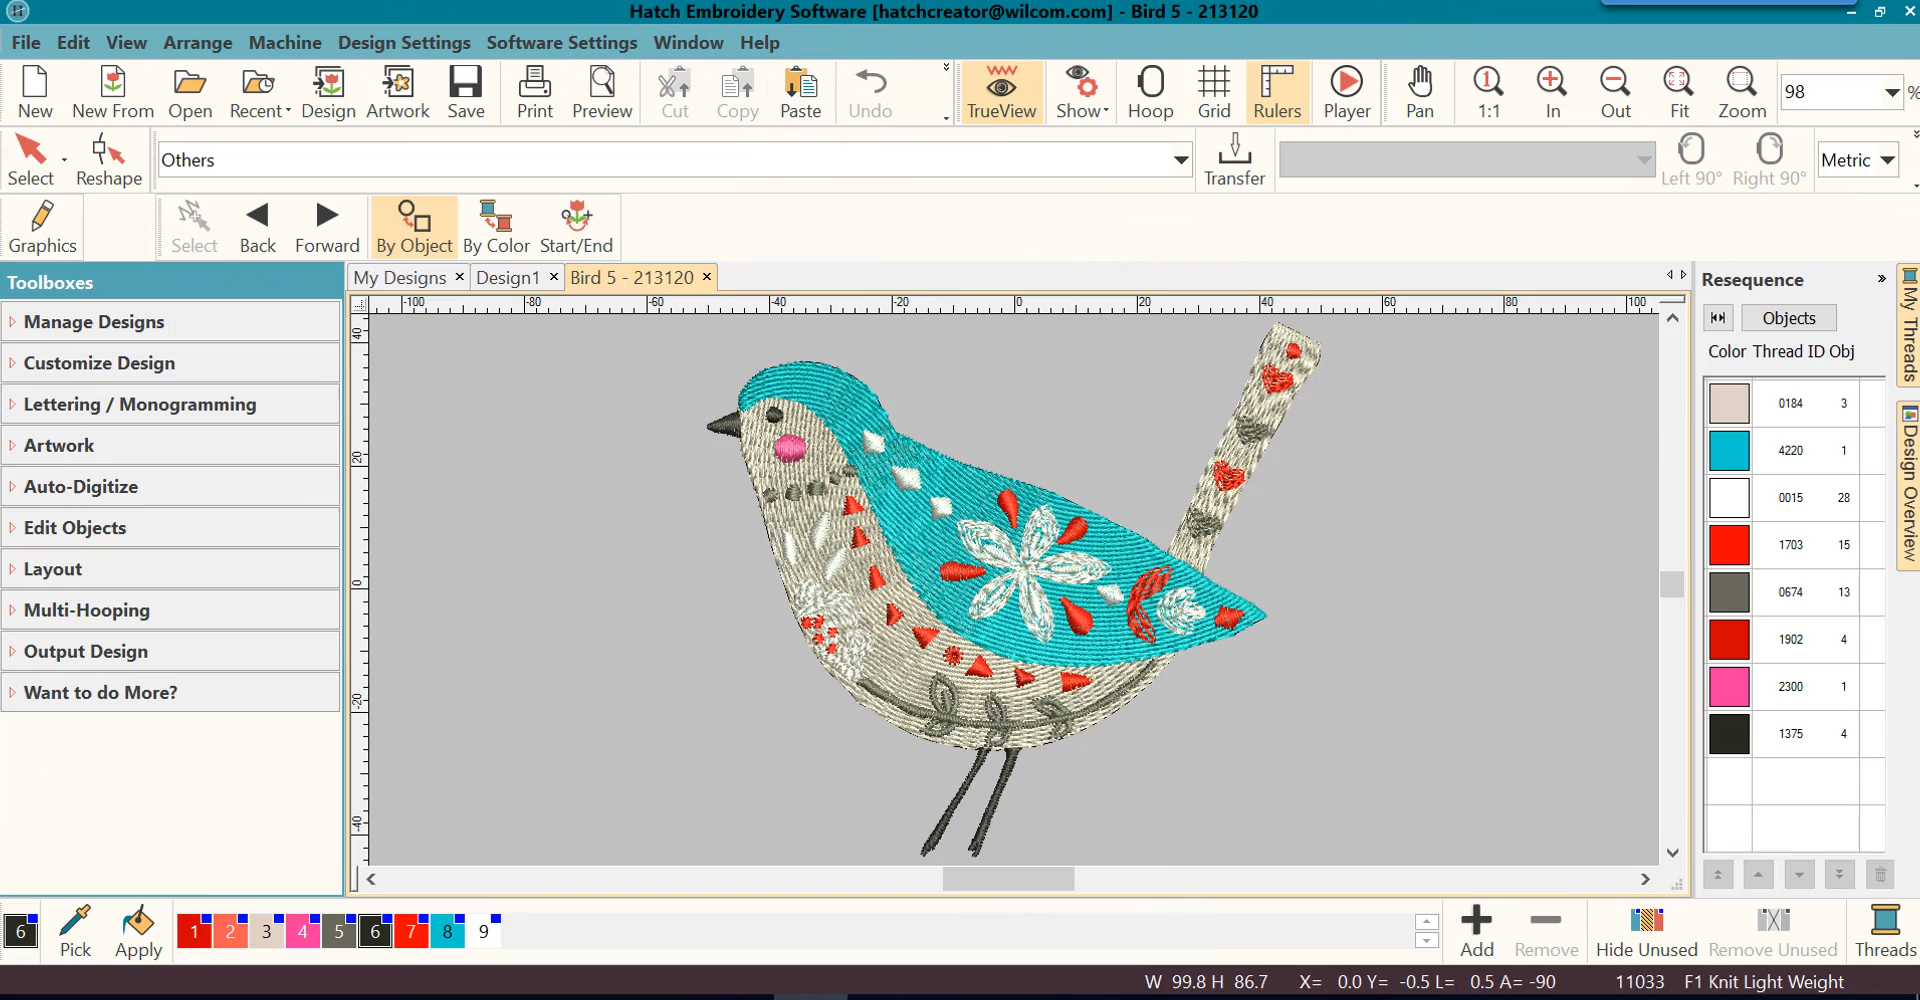 Hatch Embroidery Software [hatchcreator@wilcom.com] - Bird 5 - 213120
File Edit View Arrange Machine Design Settings Software Settings Window Help
New New From Open Recent Design Artwork Save Print Preview Cut Copy Paste Undo TrueView Show Hoop Grid Rulers Player Pan 1:1 In Out Fit Zoom 98 %
Select Reshape Others Transfer Left 90° Right 90° Metric
Graphics Select Back Forward By Object By Color Start/End
Toolboxes
Manage Designs
Customize Design
Lettering / Monogramming
Artwork
Auto-Digitize
Edit Objects
Layout
Multi-Hooping
Output Design
Want to do More?
My Designs Design1 Bird 5 - 213120
-100 -80 -60 -40 -20 0 20 40 60 80 100
40
20
0
-20
-40
Resequence
Objects
Color Thread ID Obj
0184 3
4220 1
0015 28
1703 15
0674 13
1902 4
2300 1
1375 4
My Threads
Design Overview
6 Pick Apply 1 2 3 4 5 6 7 8 9 Add Remove Hide Unused Remove Unused Threads
W 99.8 H 86.7 X= 0.0 Y= -0.5 L= 0.5 A= -90 11033 F1 Knit Light Weight